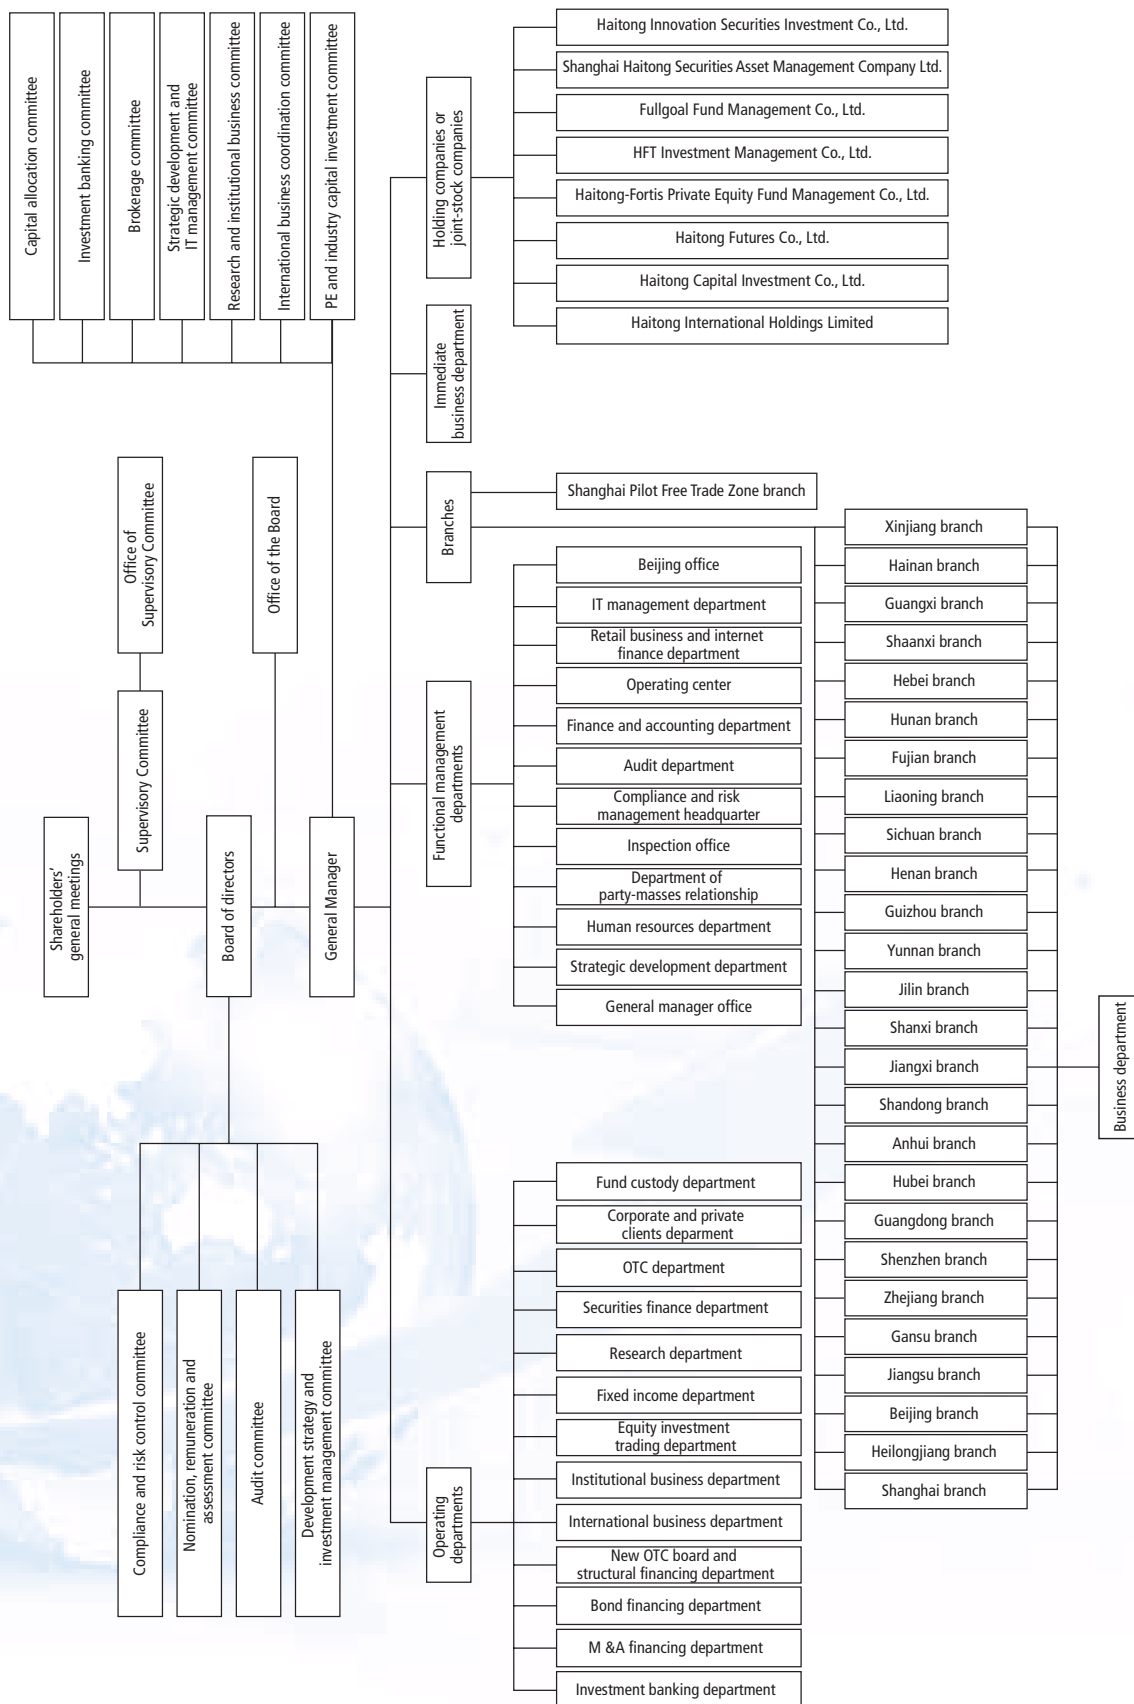 Capital allocation committee
Investment banking committee
Brokerage committee
Strategic development and
IT management committee
Research and institutional business committee
International business coordination committee
PE and industry capital investment committee
Office of
Supervisory Committee
Office of the Board
Supervisory Committee
Shareholders'
general meetings
Board of directors
General Manager
Compliance and risk control committee
Nomination, remuneration and
assessment committee
Audit committee
Development strategy and
investment management committee
Holding companies or
joint-stock companies
Haitong Innovation Securities Investment Co., Ltd.
Shanghai Haitong Securities Asset Management Company Ltd.
Fullgoal Fund Management Co., Ltd.
HFT Investment Management Co., Ltd.
Haitong-Fortis Private Equity Fund Management Co., Ltd.
Haitong Futures Co., Ltd.
Haitong Capital Investment Co., Ltd.
Haitong International Holdings Limited
Immediate
business department
Branches
Shanghai Pilot Free Trade Zone branch
Functional management
departments
Beijing office
IT management department
Retail business and internet
finance department
Operating center
Finance and accounting department
Audit department
Compliance and risk
management headquarter
Inspection office
Department of
party-masses relationship
Human resources department
Strategic development department
General manager office
Operating
departments
Fund custody department
Corporate and private
clients deparment
OTC department
Securities finance department
Research department
Fixed income department
Equity investment
trading department
Institutional business department
International business department
New OTC board and
structural financing department
Bond financing department
M &A financing department
Investment banking department
Xinjiang branch
Hainan branch
Guangxi branch
Shaanxi branch
Hebei branch
Hunan branch
Fujian branch
Liaoning branch
Sichuan branch
Henan branch
Guizhou branch
Yunnan branch
Jilin branch
Shanxi branch
Jiangxi branch
Shandong branch
Anhui branch
Hubei branch
Guangdong branch
Shenzhen branch
Zhejiang branch
Gansu branch
Jiangsu branch
Beijing branch
Heilongjiang branch
Shanghai branch
Business department